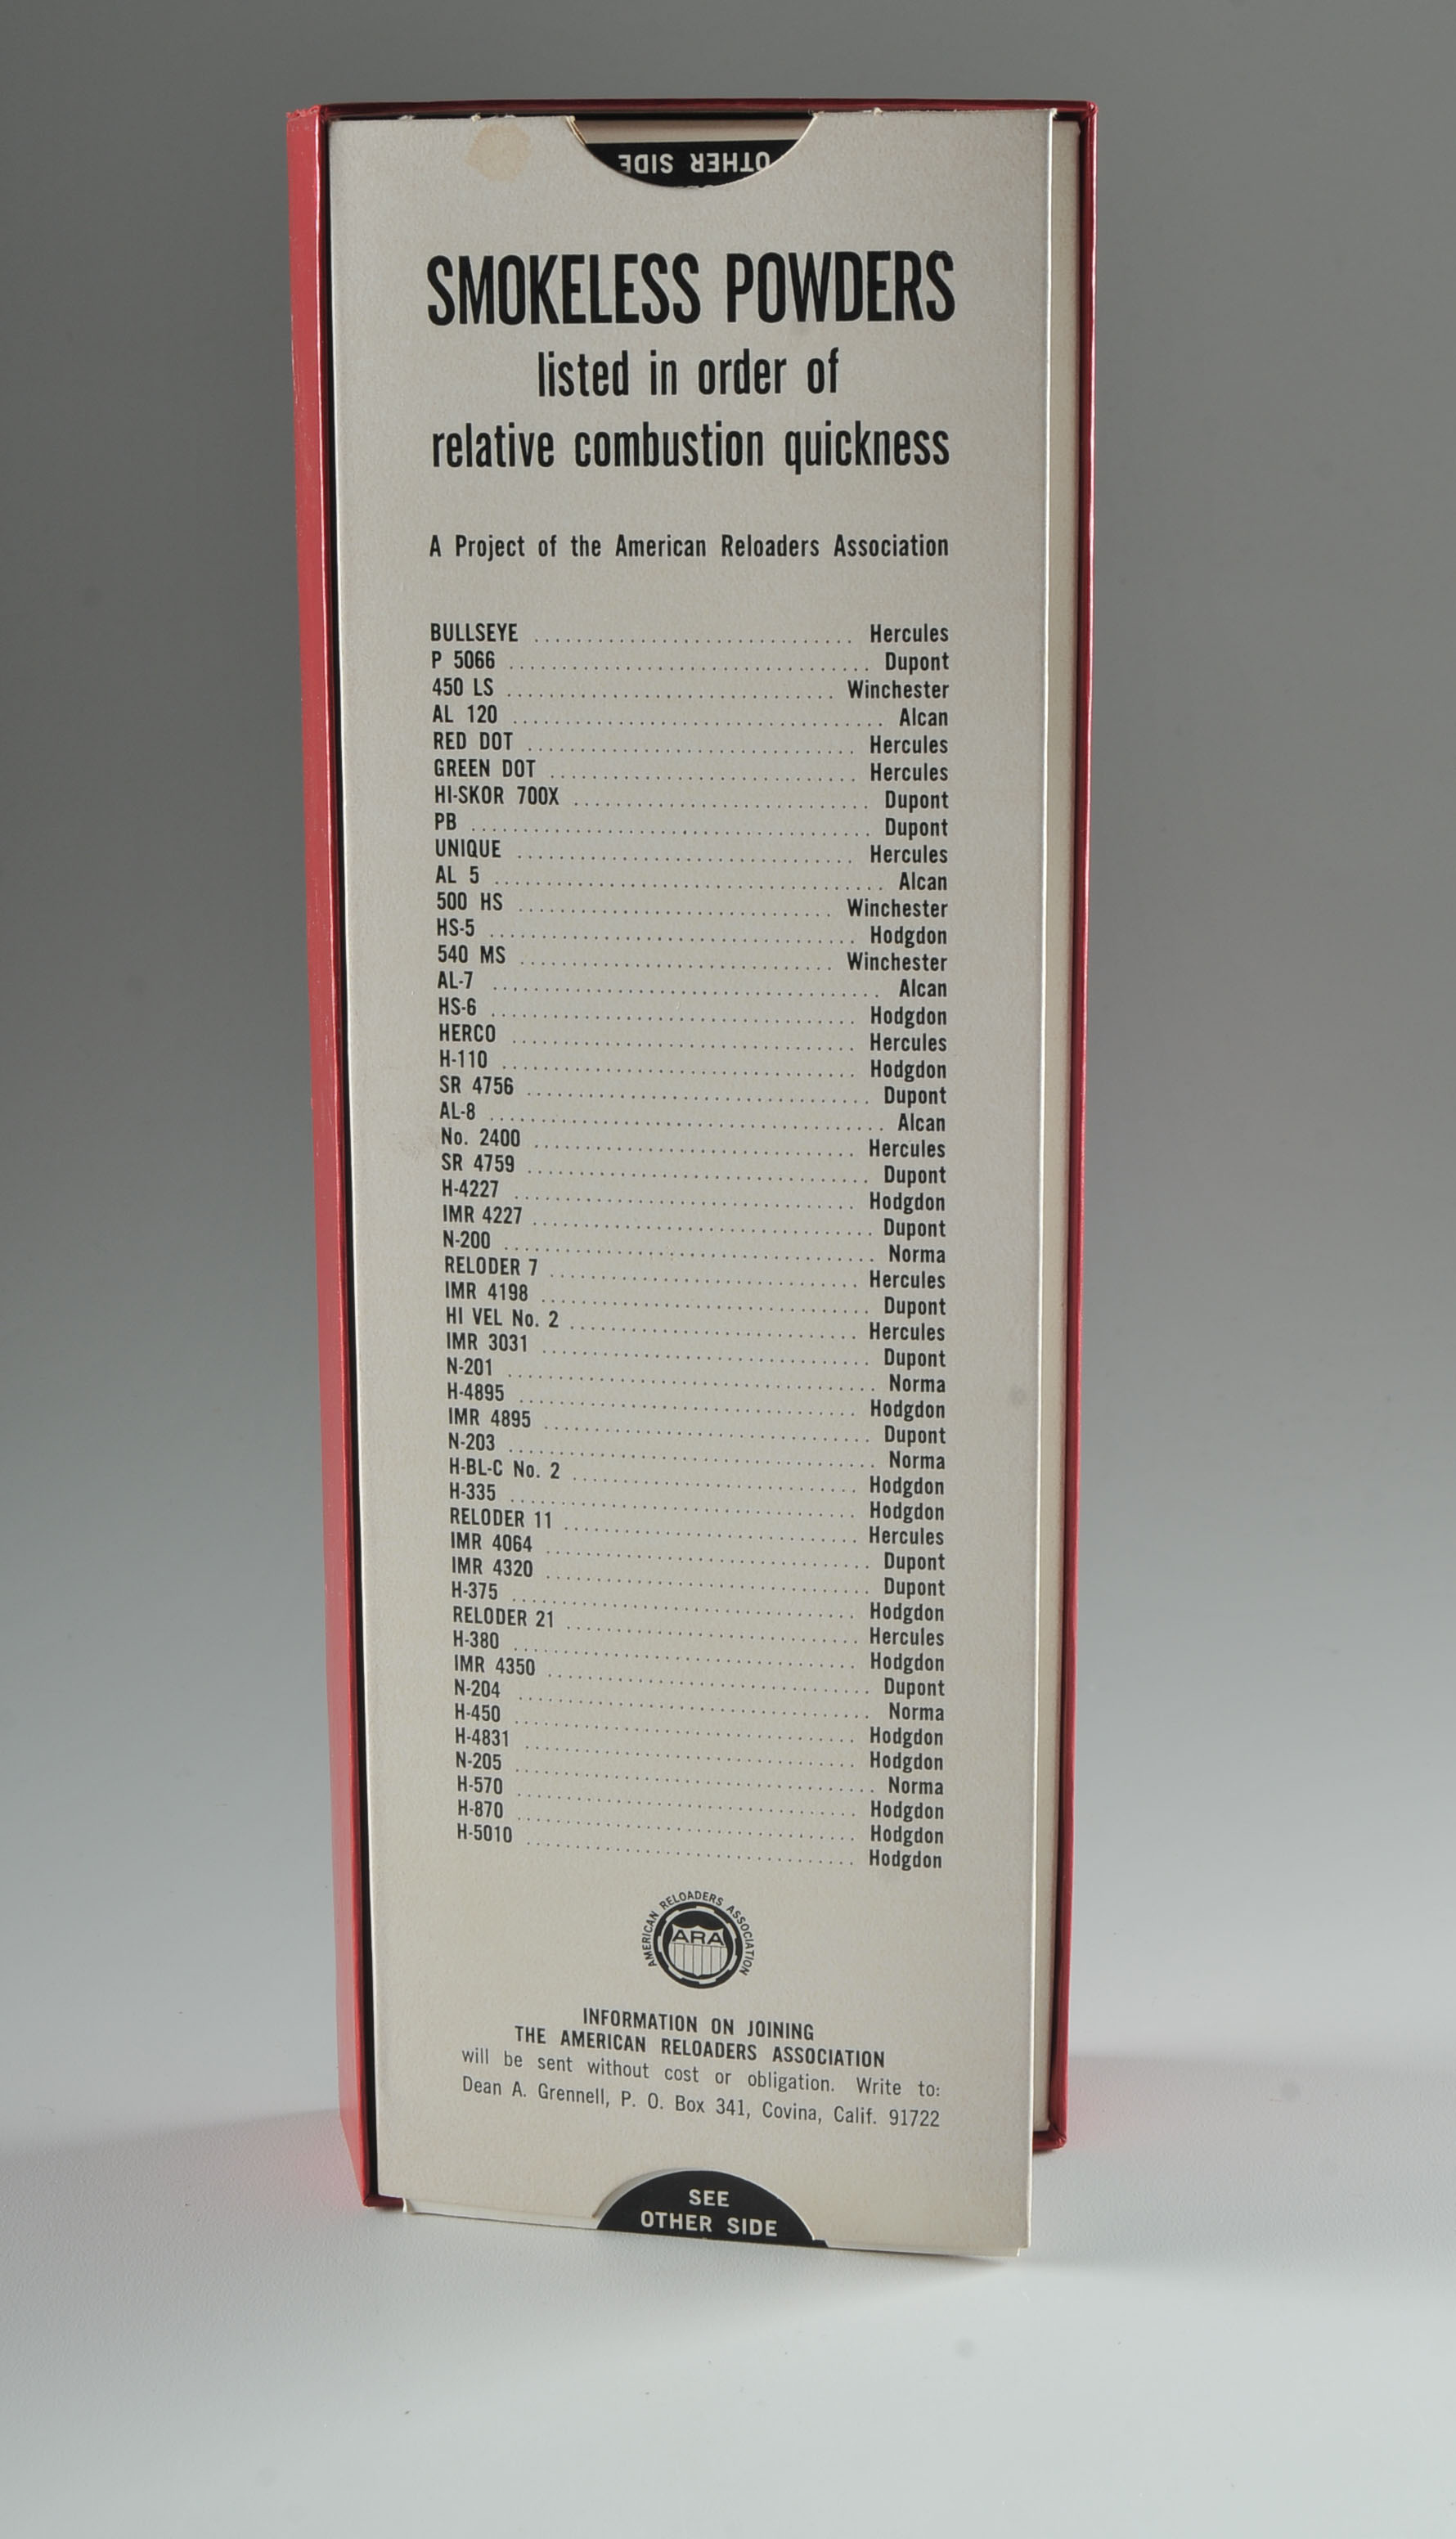 OTHER SIDE
SMOKELESS POWDERS
listed in order of
relative combustion quickness
A Project of the American Reloaders Association
BULLSEYE ................................ Hercules
P 5066 .................................... Dupont
450 LS ................................. Winchester
AL 120 ..................................... Alcan
RED DOT ................................. Hercules
GREEN DOT ............................... Hercules
HI-SKOR 700X .............................. Dupont
PB ........................................ Dupont
UNIQUE .................................. Hercules
AL 5 ....................................... Alcan
500 HS ................................ Winchester
HS-5 ..................................... Hodgdon
540 MS ................................ Winchester
AL-7 ....................................... Alcan
HS-6 ..................................... Hodgdon
HERCO ................................... Hercules
H-110 .................................... Hodgdon
SR 4756 ................................... Dupont
AL-8 ....................................... Alcan
No. 2400 ................................ Hercules
SR 4759 ................................... Dupont
H-4227 ................................... Hodgdon
IMR 4227 .................................. Dupont
N-200 ...................................... Norma
RELODER 7 ............................... Hercules
IMR 4198 .................................. Dupont
HI VEL No. 2 ............................ Hercules
IMR 3031 .................................. Dupont
N-201 ...................................... Norma
H-4895 ................................... Hodgdon
IMR 4895 .................................. Dupont
N-203 ...................................... Norma
H-BL-C No. 2 ............................. Hodgdon
H-335 .................................... Hodgdon
RELODER 11 .............................. Hercules
IMR 4064 .................................. Dupont
IMR 4320 .................................. Dupont
H-375 .................................... Hodgdon
RELODER 21 .............................. Hercules
H-380 .................................... Hodgdon
IMR 4350 .................................. Dupont
N-204 ...................................... Norma
H-450 .................................... Hodgdon
H-4831 ................................... Hodgdon
N-205 ...................................... Norma
H-570 .................................... Hodgdon
H-870 .................................... Hodgdon
H-5010 ................................... Hodgdon
AMERICAN RELOADERS ASSOCIATION
ARA
INFORMATION ON JOINING
THE AMERICAN RELOADERS ASSOCIATION
will be sent without cost or obligation. Write to:
Dean A. Grennell, P. O. Box 341, Covina, Calif. 91722
SEE
OTHER SIDE